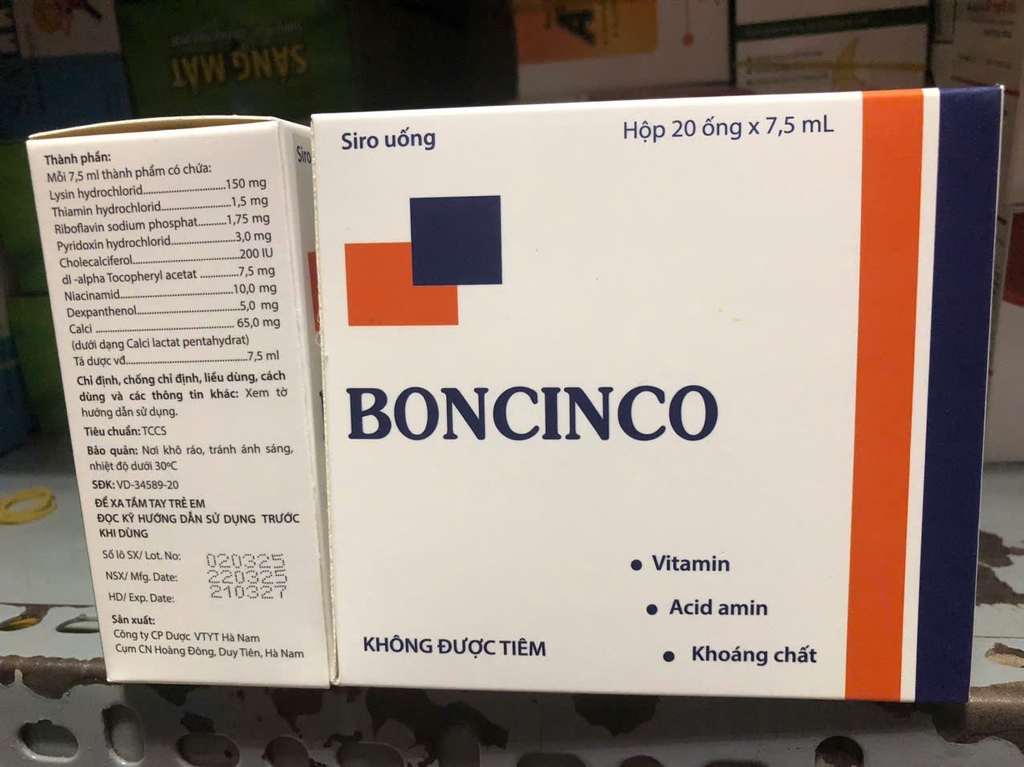 SÁNG MẮT
Thành phần:
Mỗi 7,5 ml thành phẩm có chứa:
Lysin hydrochlorid..............................150 mg
Thiamin hydrochlorid.........................1,5 mg
Riboflavin sodium phosphat..........1,75 mg
Pyridoxin hydrochlorid.......................3,0 mg
Cholecalciferol...................................200 IU
dl -alpha Tocopheryl acetat ............7,5 mg
Niacinamid.......................................10,0 mg
Dexpanthenol...................................5,0 mg
Calci .............................................. 65,0 mg
(dưới dạng Calci lactat pentahydrat)
Tá dược vđ.........................................7,5 ml
Chỉ định, chống chỉ định, liều dùng, cách
dùng và các thông tin khác: Xem tờ
hướng dẫn sử dụng.
Tiêu chuẩn: TCCS
Bảo quản: Nơi khô ráo, tránh ánh sáng,
nhiệt độ dưới 30ºC
SĐK: VD-34589-20
ĐỂ XA TẦM TAY TRẺ EM
ĐỌC KỸ HƯỚNG DẪN SỬ DỤNG TRƯỚC
KHI DÙNG
Số lô SX/ Lot. No: 020325
NSX/ Mfg. Date: 220325
HD/ Exp. Date: 210327
Sản xuất:
Công ty CP Dược VTYT Hà Nam
Cụm CN Hoàng Đông, Duy Tiên, Hà Nam
Siro
Siro uống
Hộp 20 ống x 7,5 mL
BONCINCO
• Vitamin
• Acid amin
• Khoáng chất
KHÔNG ĐƯỢC TIÊM